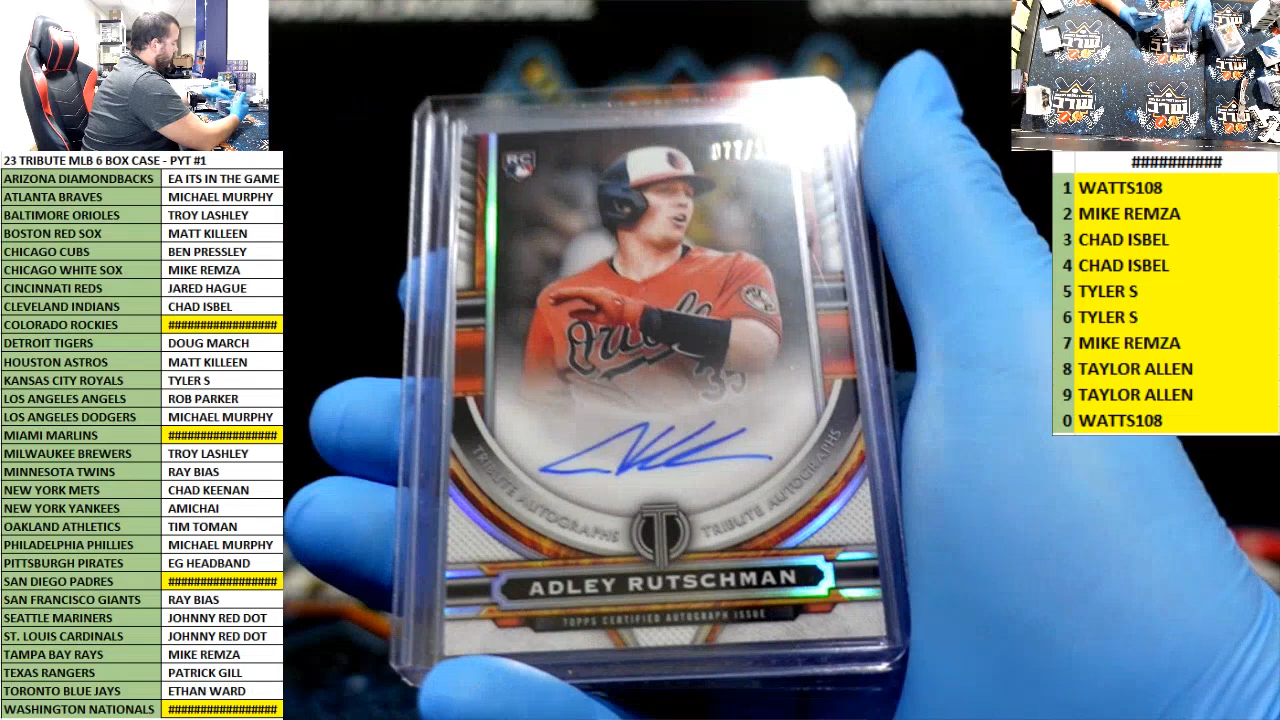 23 TRIBUTE MLB 6 BOX CASE - PYT #1
ARIZONA DIAMONDBACKS EA ITS IN THE GAME
ATLANTA BRAVES MICHAEL MURPHY
BALTIMORE ORIOLES TROY LASHLEY
BOSTON RED SOX MATT KILLEEN
CHICAGO CUBS BEN PRESSLEY
CHICAGO WHITE SOX MIKE REMZA
CINCINNATI REDS JARED HAGUE
CLEVELAND INDIANS CHAD ISBEL
COLORADO ROCKIES #################
DETROIT TIGERS DOUG MARCH
HOUSTON ASTROS MATT KILLEEN
KANSAS CITY ROYALS TYLER S
LOS ANGELES ANGELS ROB PARKER
LOS ANGELES DODGERS MICHAEL MURPHY
MIAMI MARLINS #################
MILWAUKEE BREWERS TROY LASHLEY
MINNESOTA TWINS RAY BIAS
NEW YORK METS CHAD KEENAN
NEW YORK YANKEES AMICHAI
OAKLAND ATHLETICS TIM TOMAN
PHILADELPHIA PHILLIES MICHAEL MURPHY
PITTSBURGH PIRATES EG HEADBAND
SAN DIEGO PADRES #################
SAN FRANCISCO GIANTS RAY BIAS
SEATTLE MARINERS JOHNNY RED DOT
ST. LOUIS CARDINALS JOHNNY RED DOT
TAMPA BAY RAYS MIKE REMZA
TEXAS RANGERS PATRICK GILL
TORONTO BLUE JAYS ETHAN WARD
WASHINGTON NATIONALS #################
RC
Orioles
35
TRIBUTE AUTOGRAPHS TRIBUTE AUTOGRAPHS
T
ADLEY RUTSCHMAN
TOPPS CERTIFIED AUTOGRAPH ISSUE
##########
1 WATTS108
2 MIKE REMZA
3 CHAD ISBEL
4 CHAD ISBEL
5 TYLER S
6 TYLER S
7 MIKE REMZA
8 TAYLOR ALLEN
9 TAYLOR ALLEN
0 WATTS108